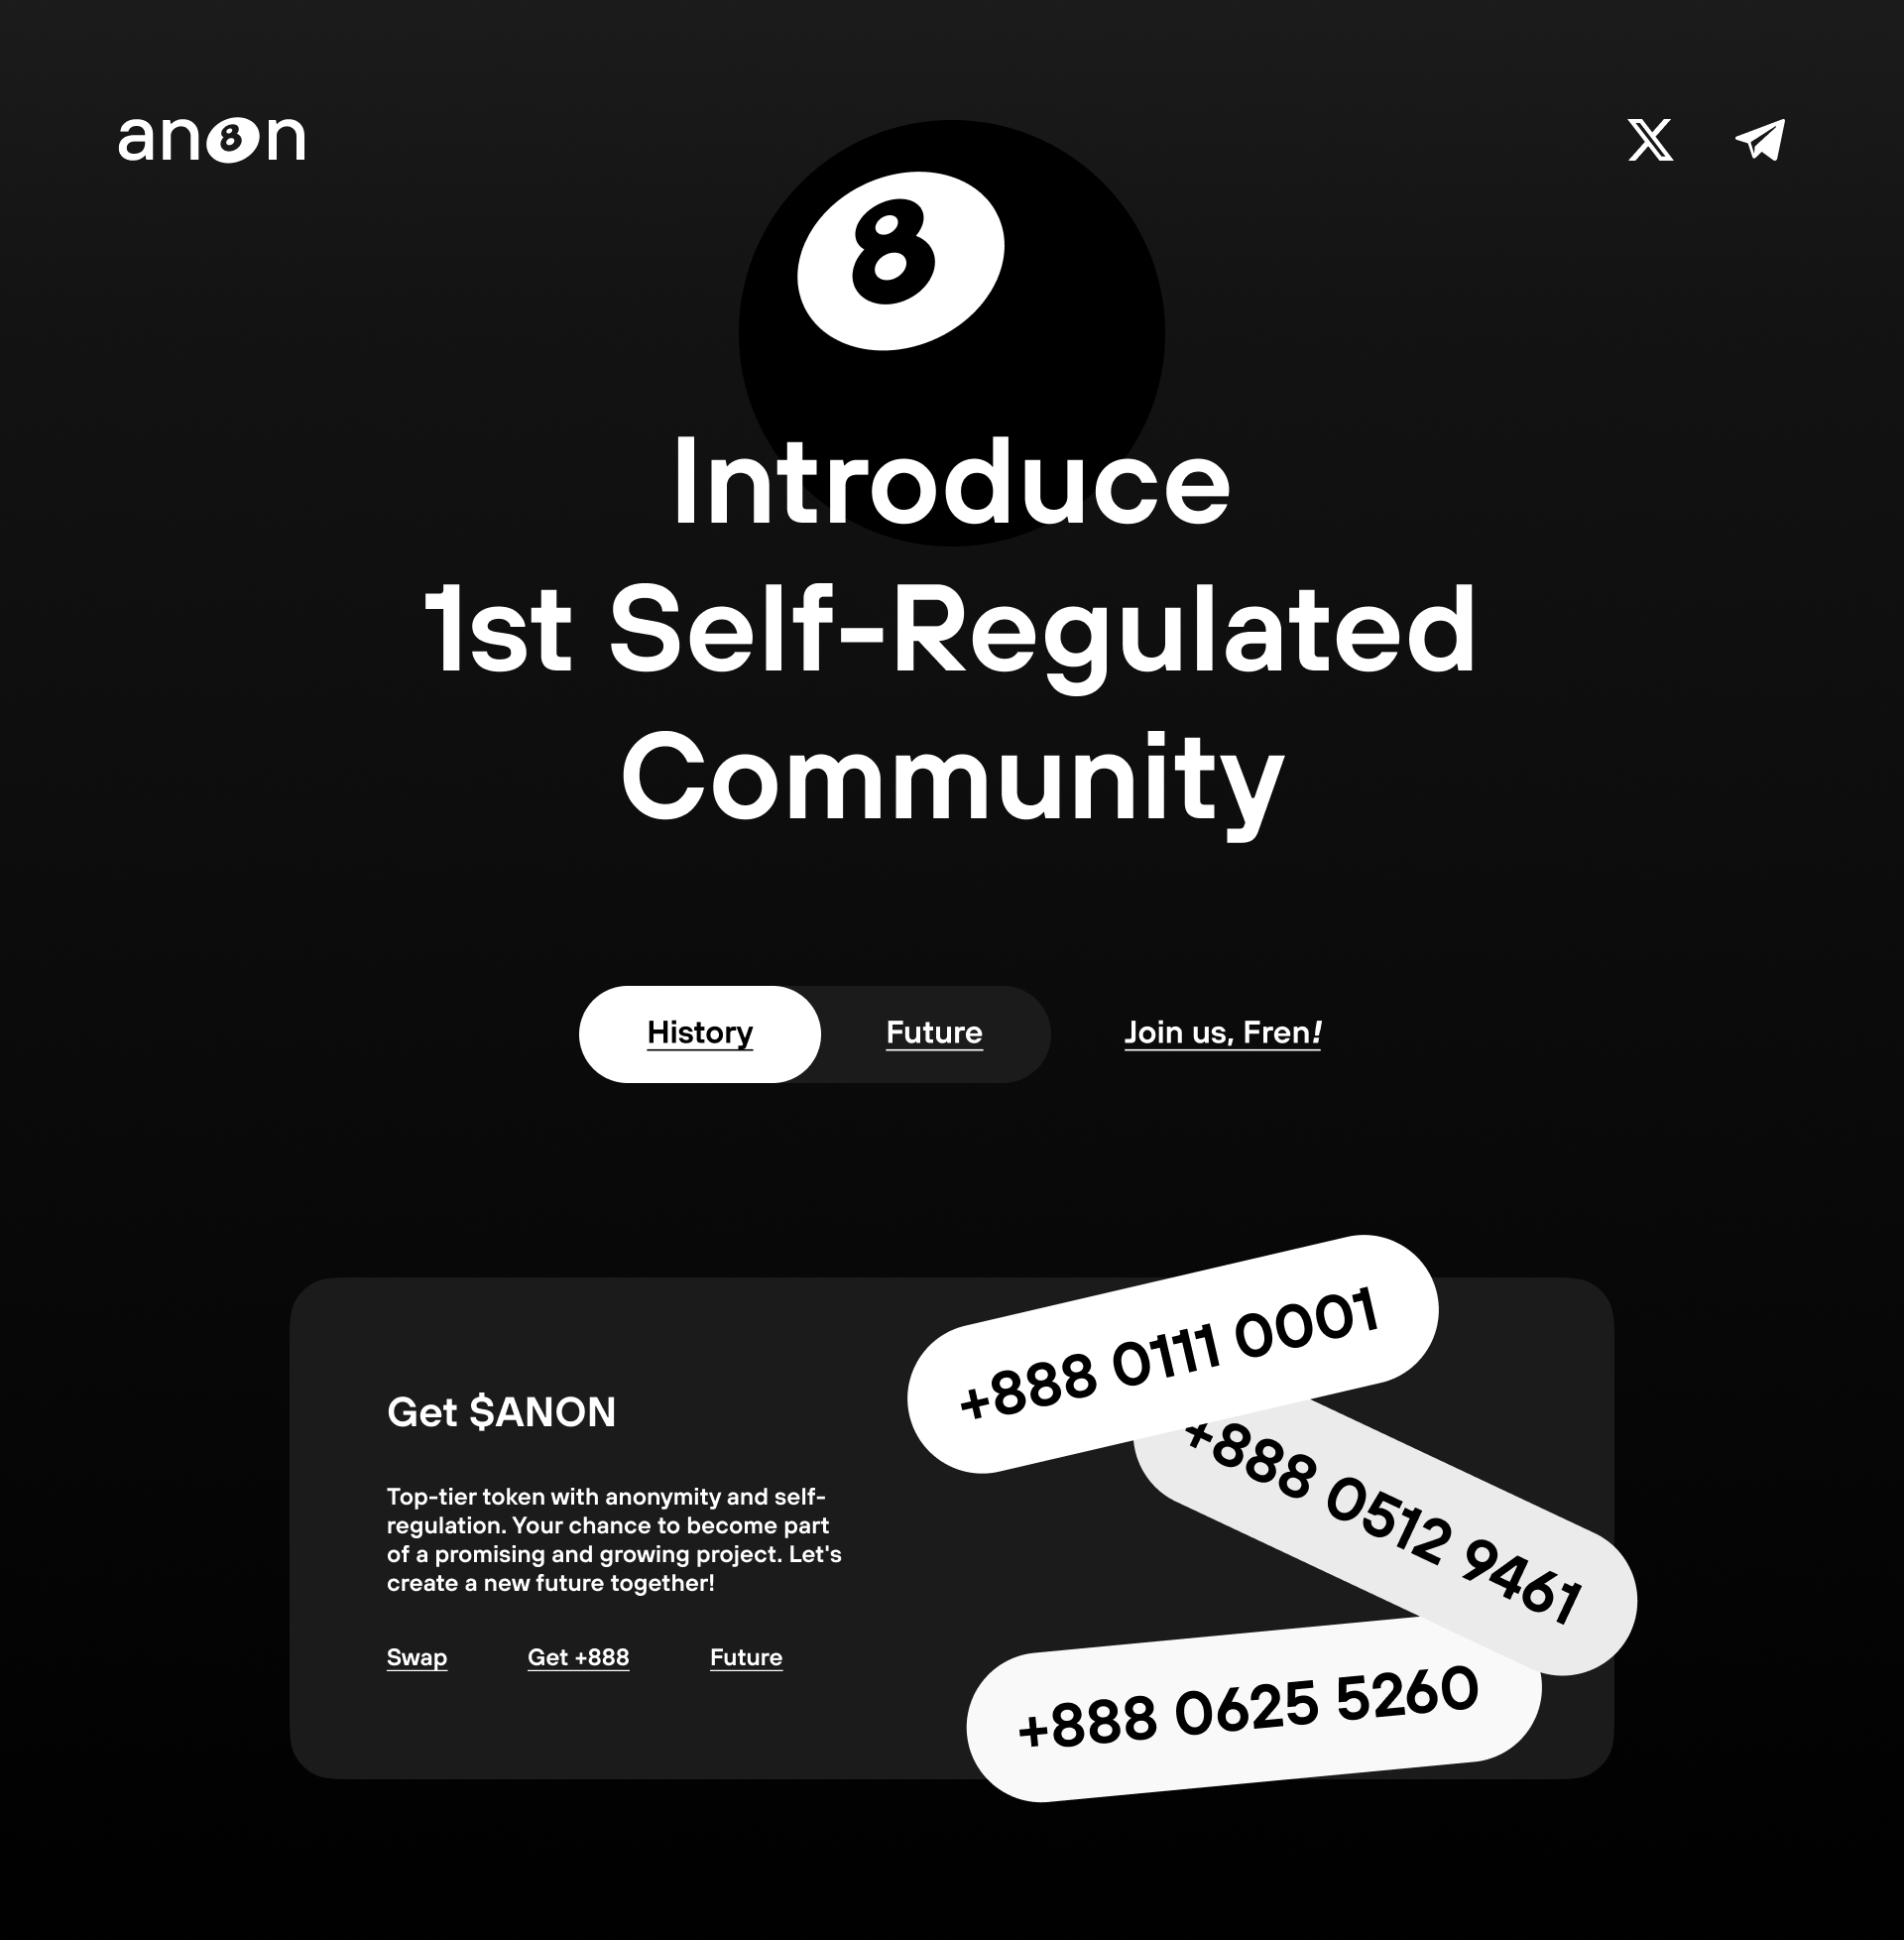 anon
8
Introduce
1st Self-Regulated
Community
History
Future
Join us, Fren!
Get $ANON
Top-tier token with anonymity and self-
regulation. Your chance to become part
of a promising and growing project. Let's
create a new future together!
Swap
Get +888
Future
+888 0111 0001
+888 0512 9461
+888 0625 5260